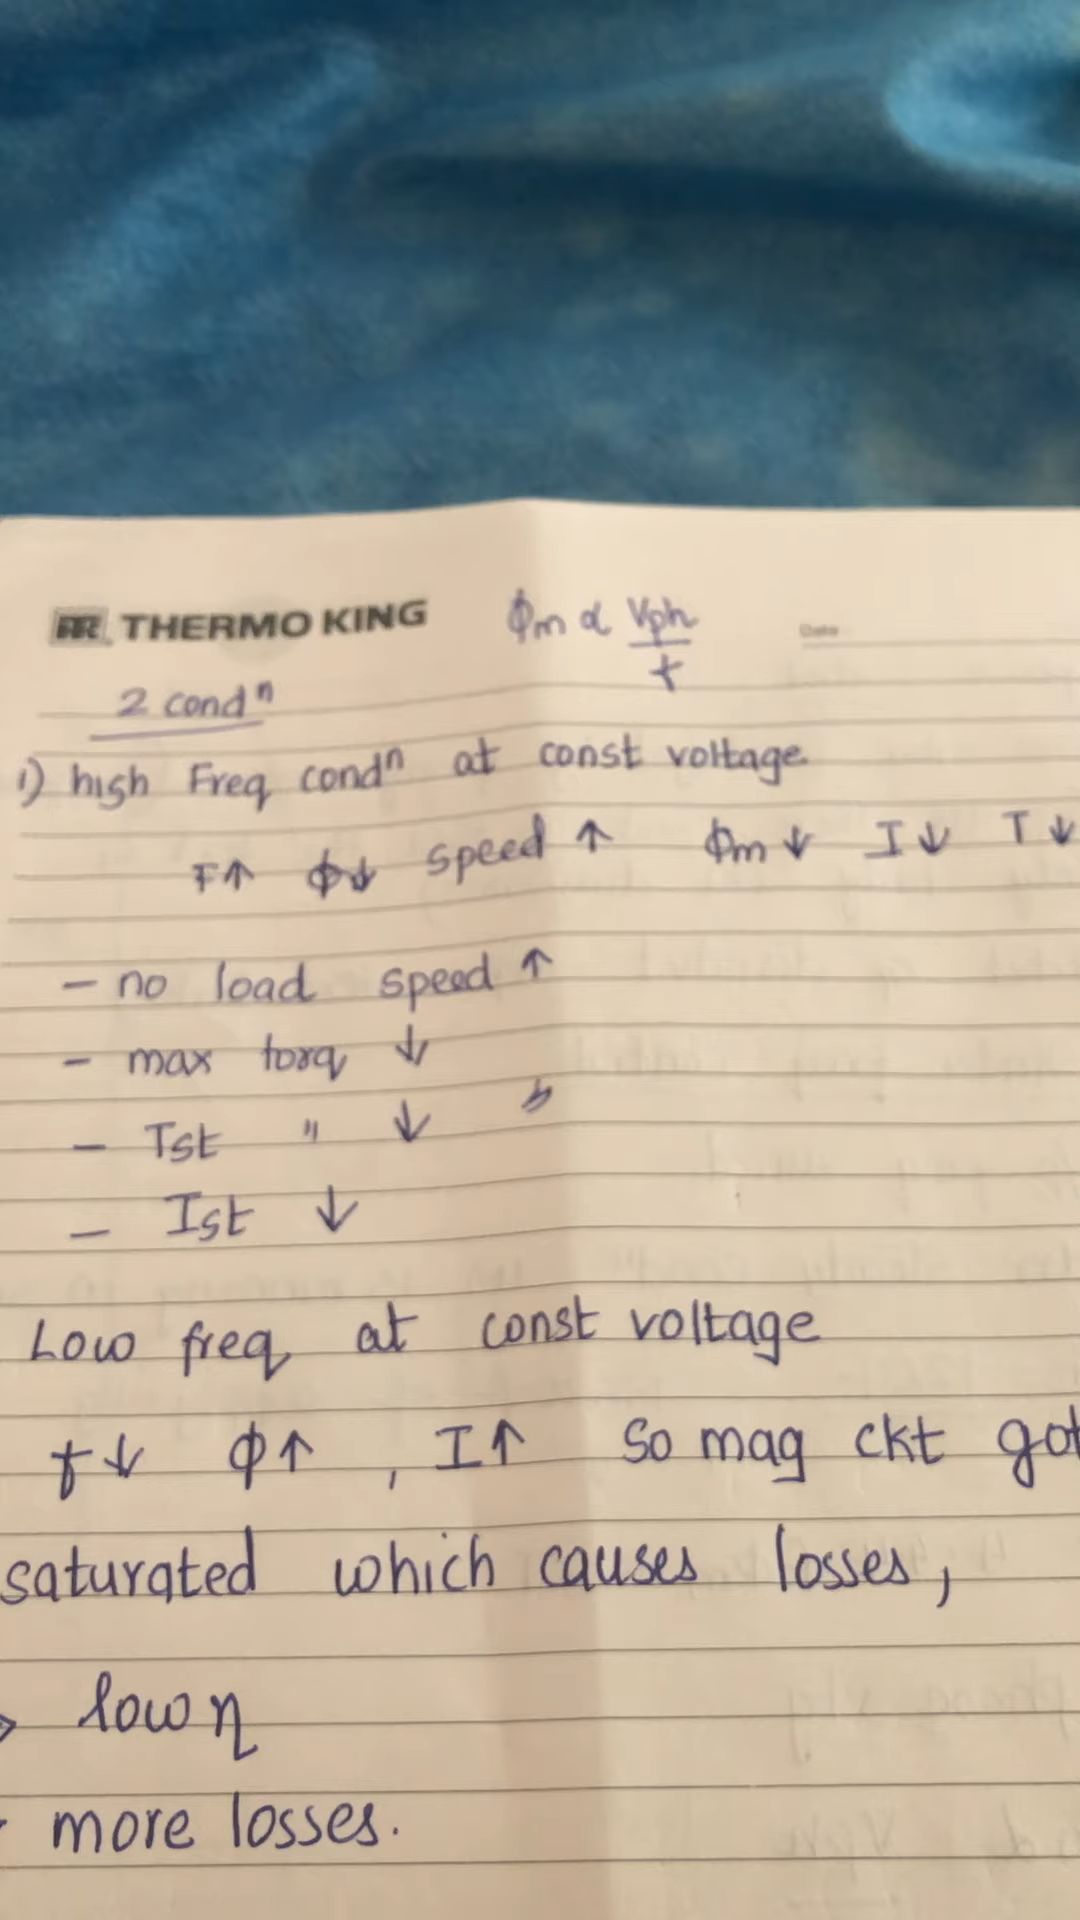 THERMO KING
Φm α Vph
f
Date
2 condⁿ
1) high Freq condⁿ at const voltage
F↑ Φ↓ speed ↑ Φm ↓ I↓ T↓
- no load speed ↑
- max torq ↓
- Tst " ↓
- Ist ↓
Low freq at const voltage
f↓ Φ↑ , I↑ So mag ckt got
saturated which causes losses,
low η
more losses.